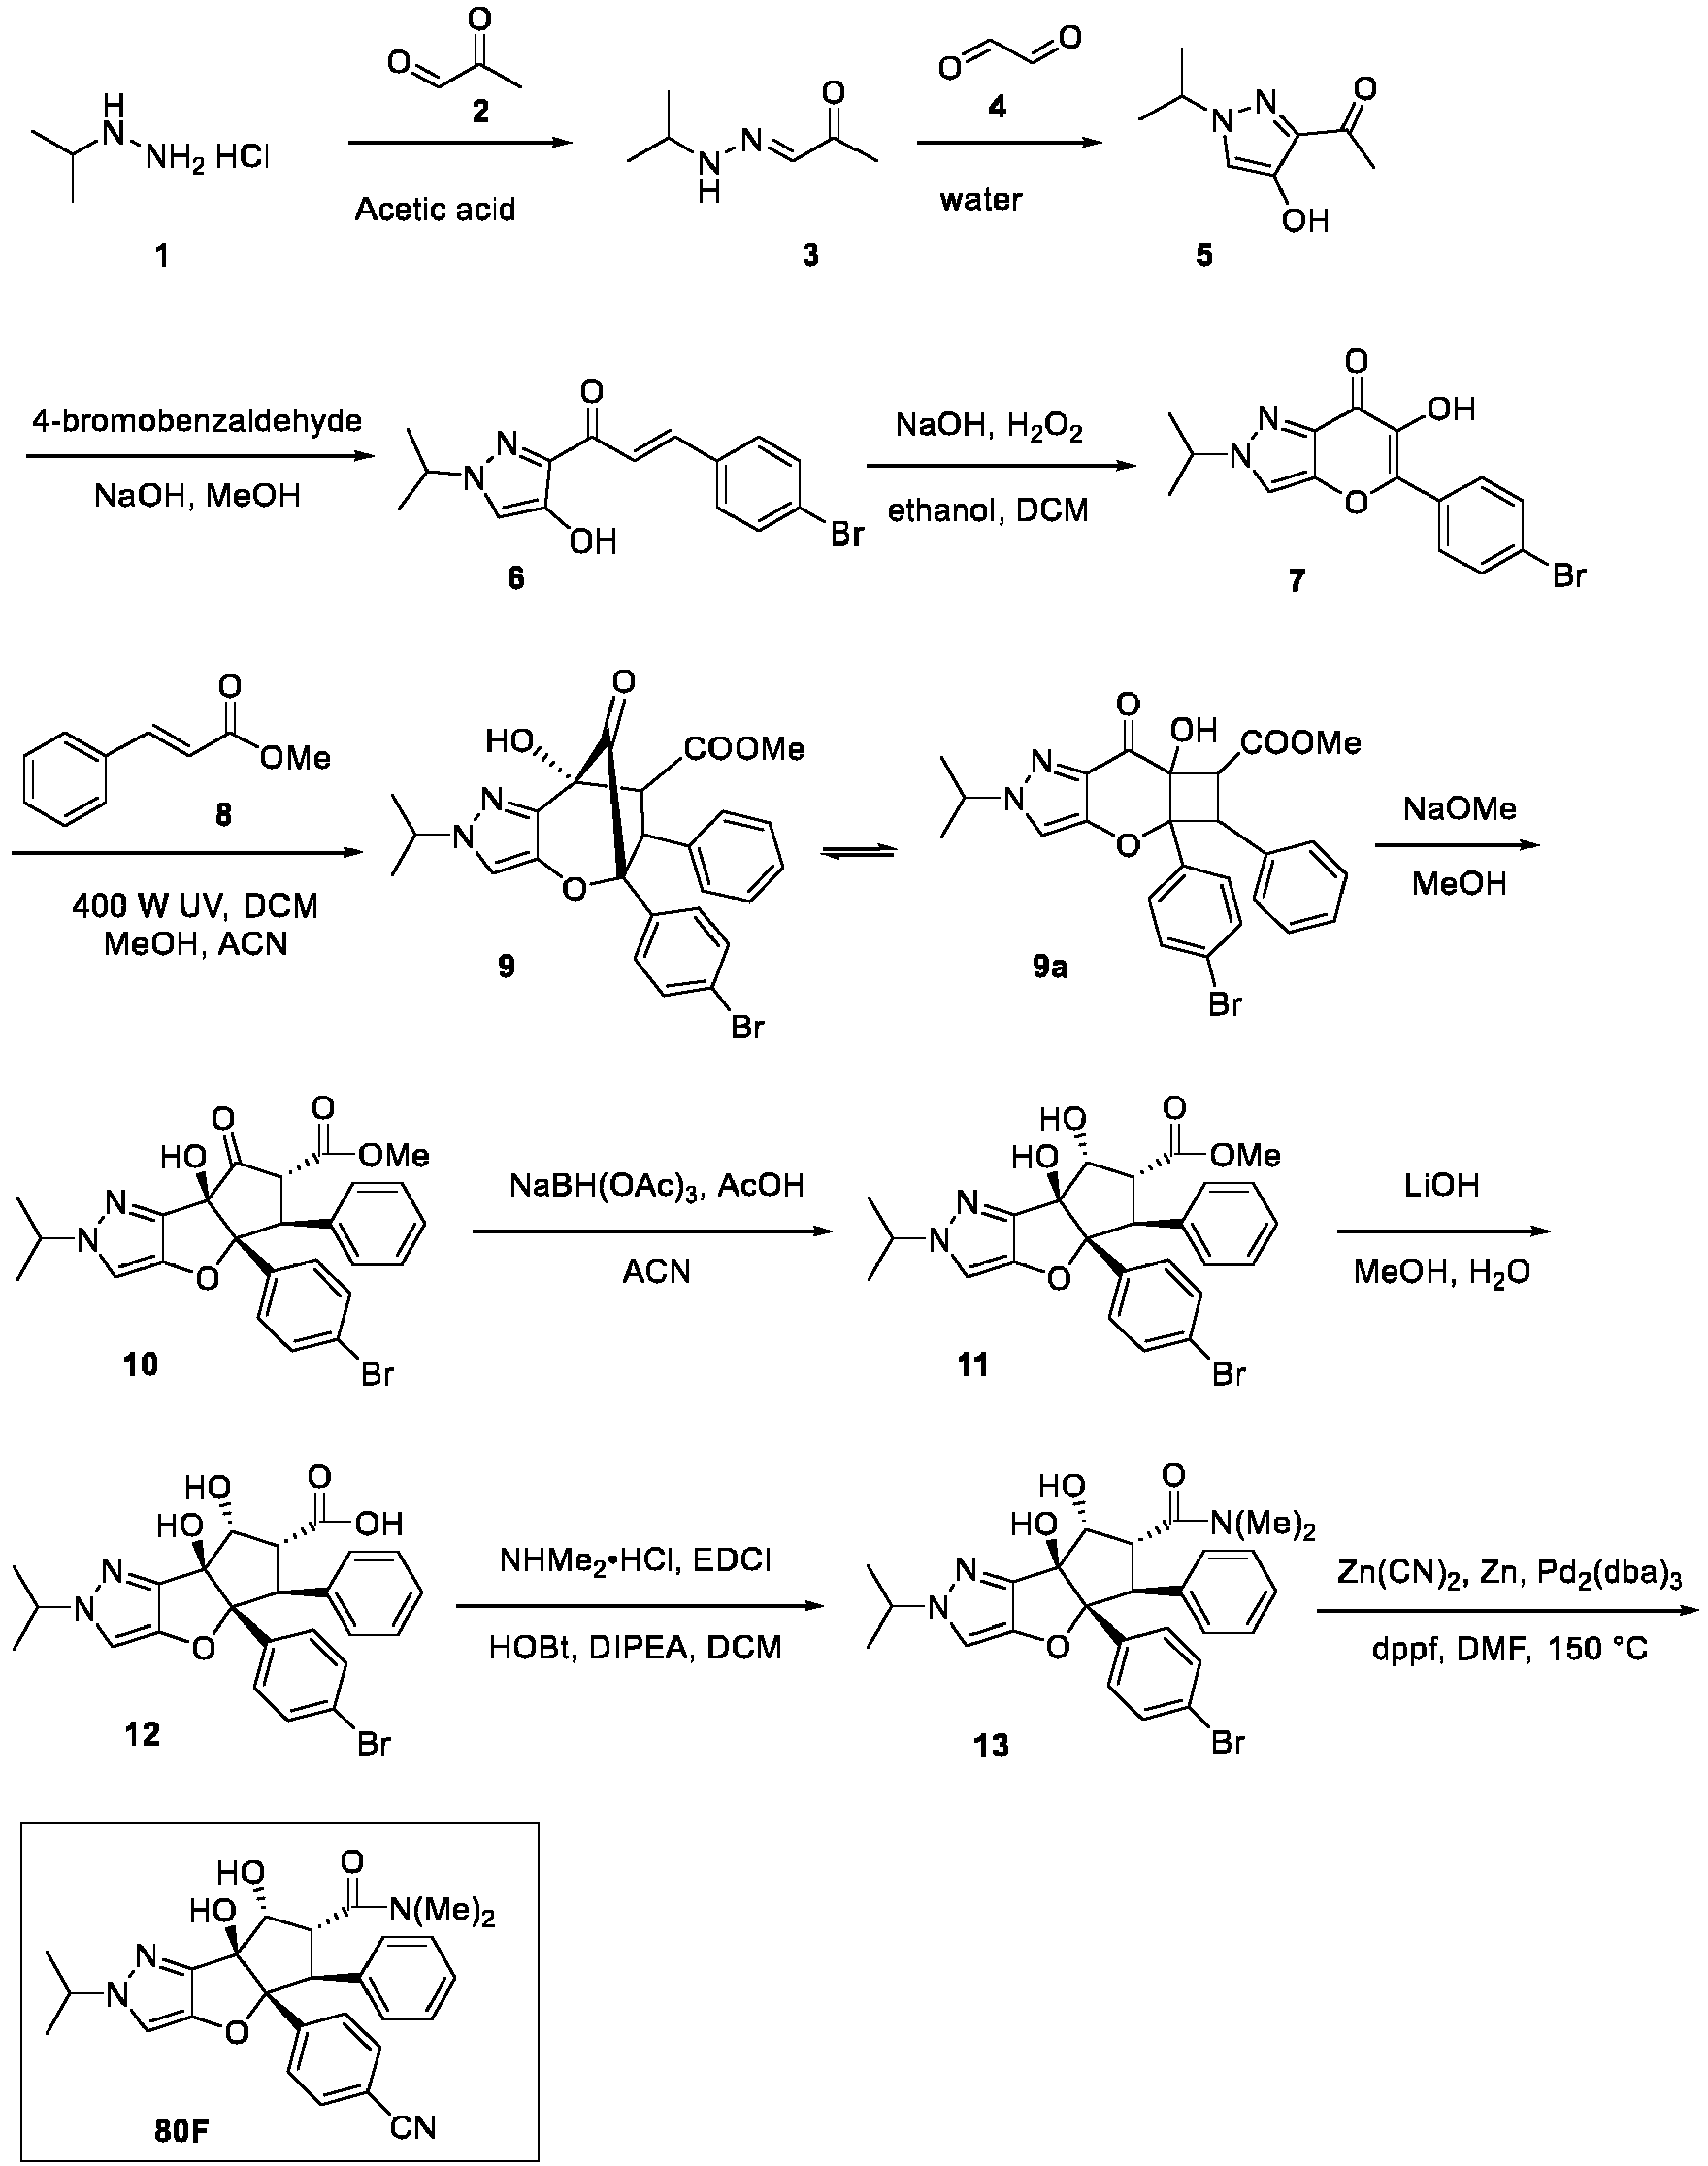 O
O
2
H
N
NH2 HCl
1
Acetic acid
N
H
N
O
3
O
O
4
water
N
N
O
OH
5
4-bromobenzaldehyde
NaOH, MeOH
N
N
O
OH
Br
6
NaOH, H2O2
ethanol, DCM
N
N
O
OH
O
Br
7
O
OMe
8
400 W UV, DCM
MeOH, ACN
O
HO
COOMe
N
N
O
Br
9
O
OH
COOMe
N
N
O
Br
9a
NaOMe
MeOH
O
O
HO
OMe
N
N
O
Br
10
NaBH(OAc)3, AcOH
ACN
HO
O
HO
OMe
N
N
O
Br
11
LiOH
MeOH, H2O
HO
O
HO
OH
N
N
O
Br
12
NHMe2•HCl, EDCl
HOBt, DIPEA, DCM
HO
O
HO
N(Me)2
N
N
O
Br
13
Zn(CN)2, Zn, Pd2(dba)3
dppf, DMF, 150 °C
HO
O
HO
N(Me)2
N
N
O
CN
80F